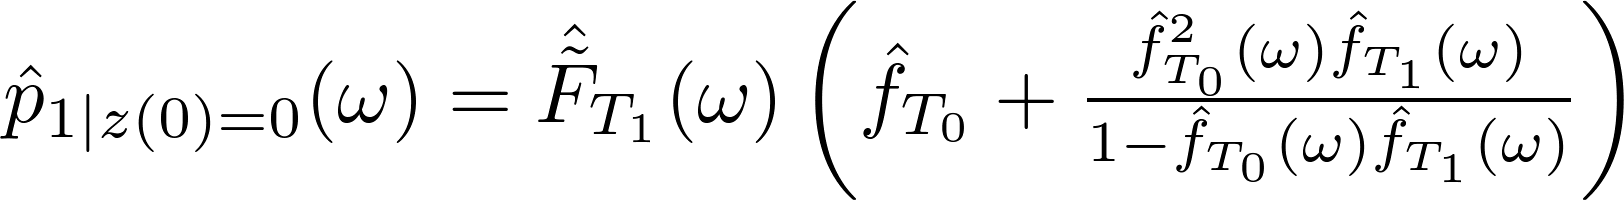 \hat{p}_{1|z(0)=0}(\omega) = \hat{\tilde{F}}_{T_1}(\omega) \left( \hat{f}_{T_0} + \frac{\hat{f}_{T_0}^2(\omega)\hat{f}_{T_1}(\omega)}{1-\hat{f}_{T_0}(\omega)\hat{f}_{T_1}(\omega)} \right)